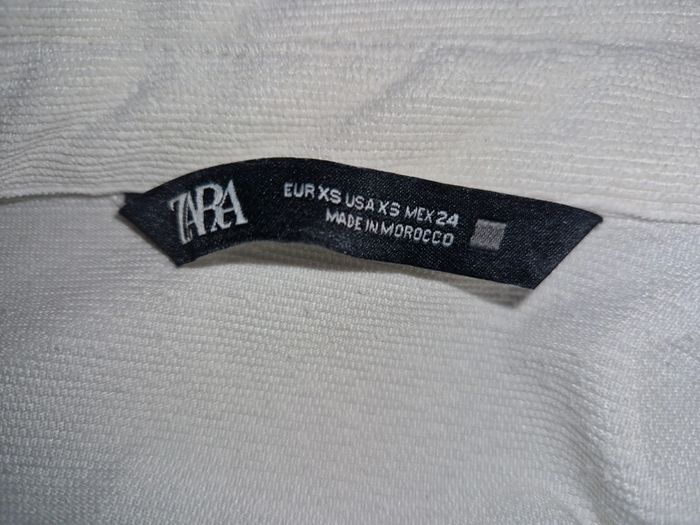 ZARA
EUR XS USA XS MEX 24
MADE IN MOROCCO